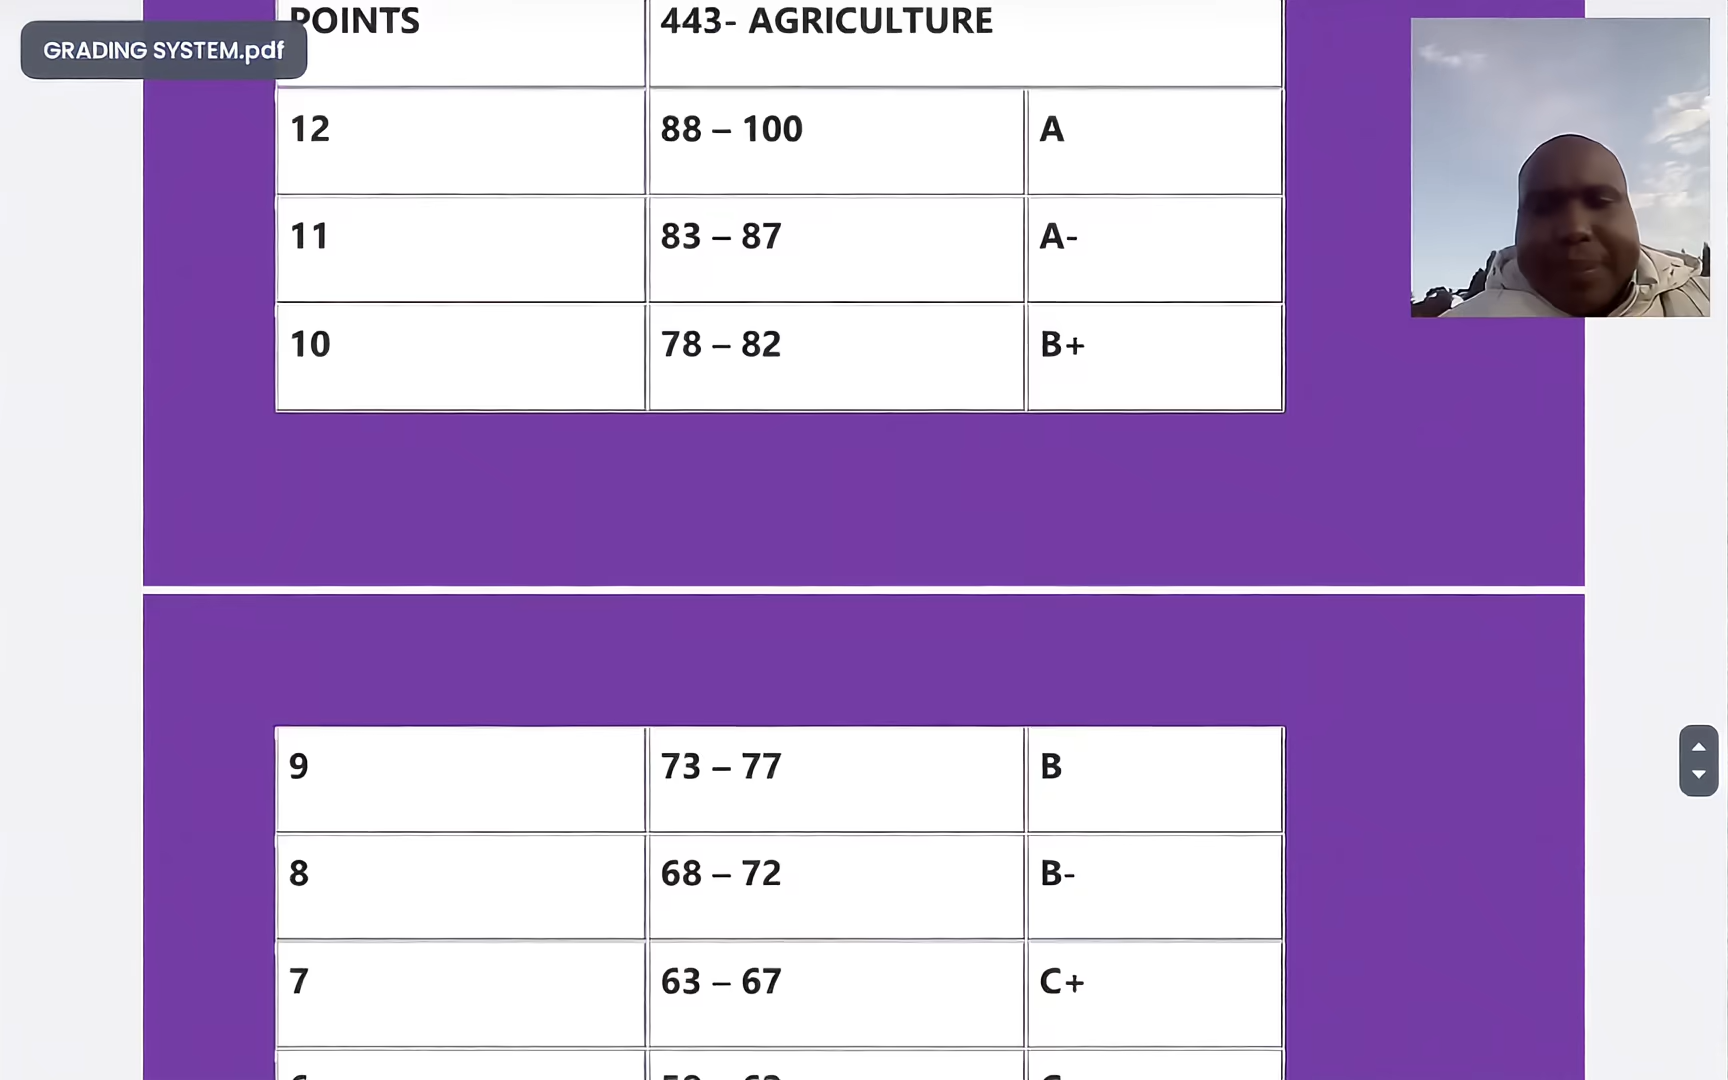 POINTS 443- AGRICULTURE
GRADING SYSTEM.pdf
12 88 – 100 A
11 83 – 87 A-
10 78 – 82 B+
9 73 – 77 B
8 68 – 72 B-
7 63 – 67 C+